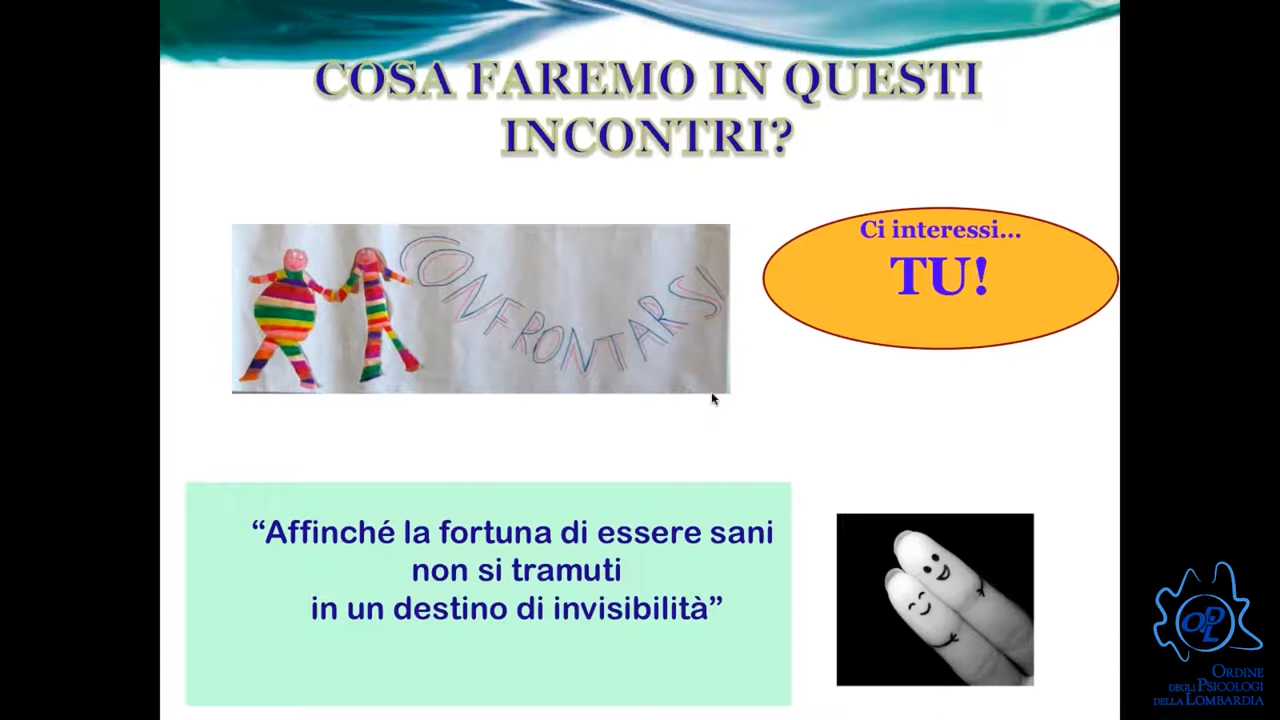 COSA FAREMO IN QUESTI
INCONTRI?
CONFRONTARSI
Ci interessi...
TU!
“Affinché la fortuna di essere sani
non si tramuti
in un destino di invisibilità”
OPL
ORDINE
DEGLI PSICOLOGI
DELLA LOMBARDIA